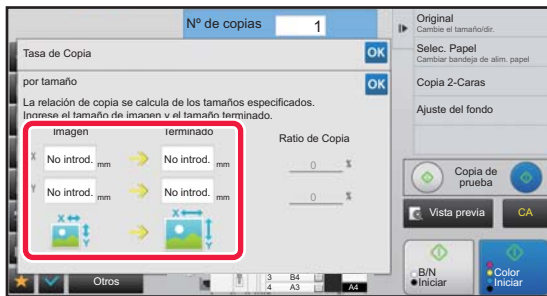 Nº de copias 1
Original
Cambie el tamaño/dir.
Selec. Papel
Cambiar bandeja de alim. papel
Copia 2-Caras
Ajuste del fondo
Tasa de Copia OK
por tamaño OK
La relación de copia se calcula de los tamaños especificados.
Ingrese el tamaño de imagen y el tamaño terminado.
Imagen Terminado Ratio de Copia
X No introd. mm No introd. mm 0 %
Y No introd. mm No introd. mm 0 %
X X
Y Y
Copia de
prueba
Vista previa CA
Otros
3 B4
4 A3 A4
B/N
Iniciar
Color
Iniciar